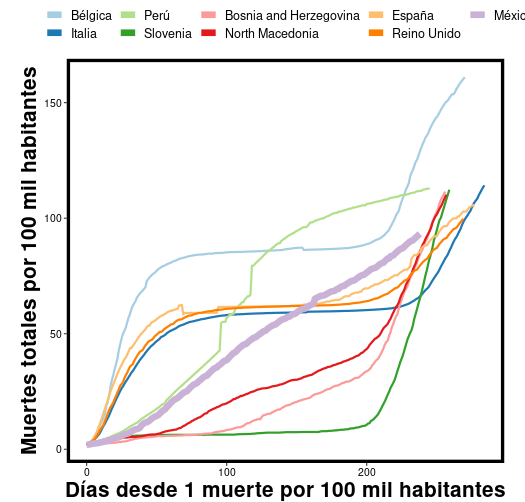 Bélgica Perú Bosnia and Herzegovina España
Italia Slovenia North Macedonia Reino Unido
Muertes totales por 100 mil habitantes
150
100
50
0
0 100 200
Días desde 1 muerte por 100 mil habitantes